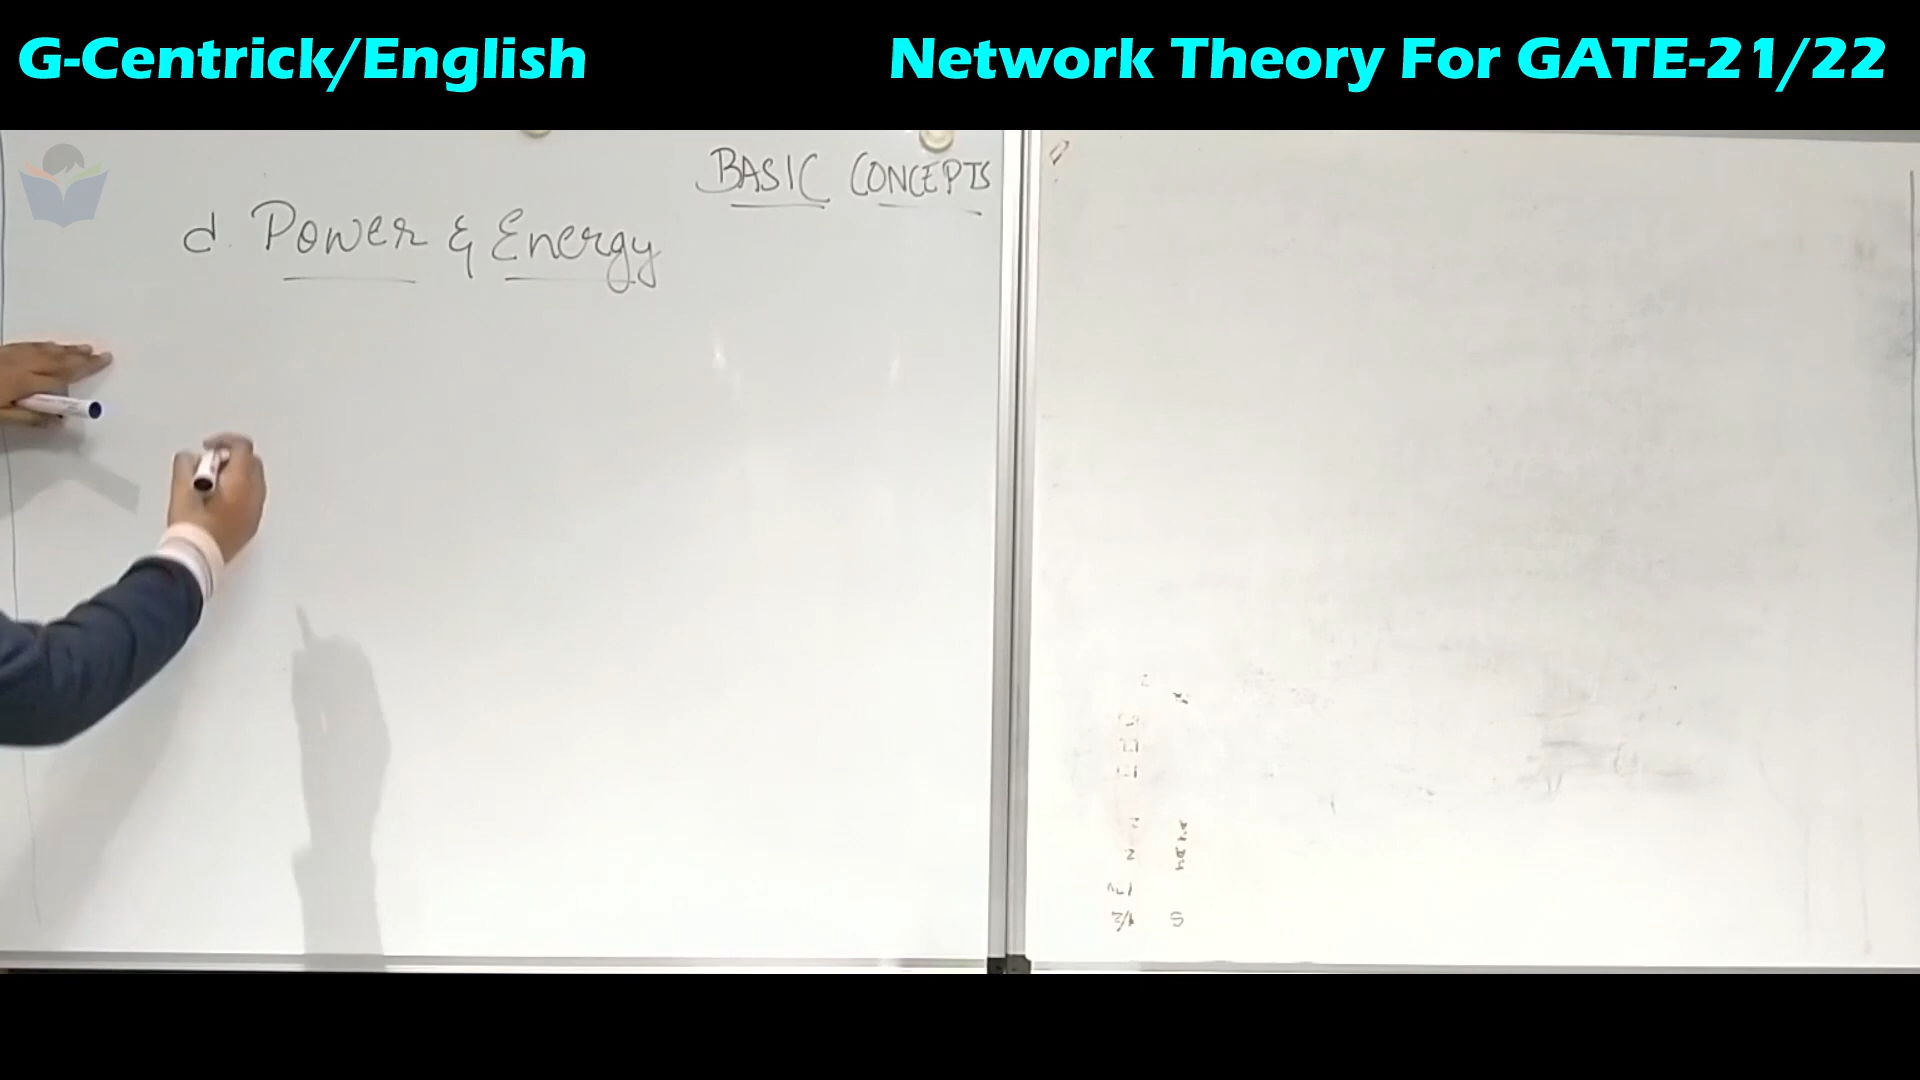 G-Centrick/English
Network Theory For GATE-21/22
BASIC CONCEPTS
d. Power & Energy